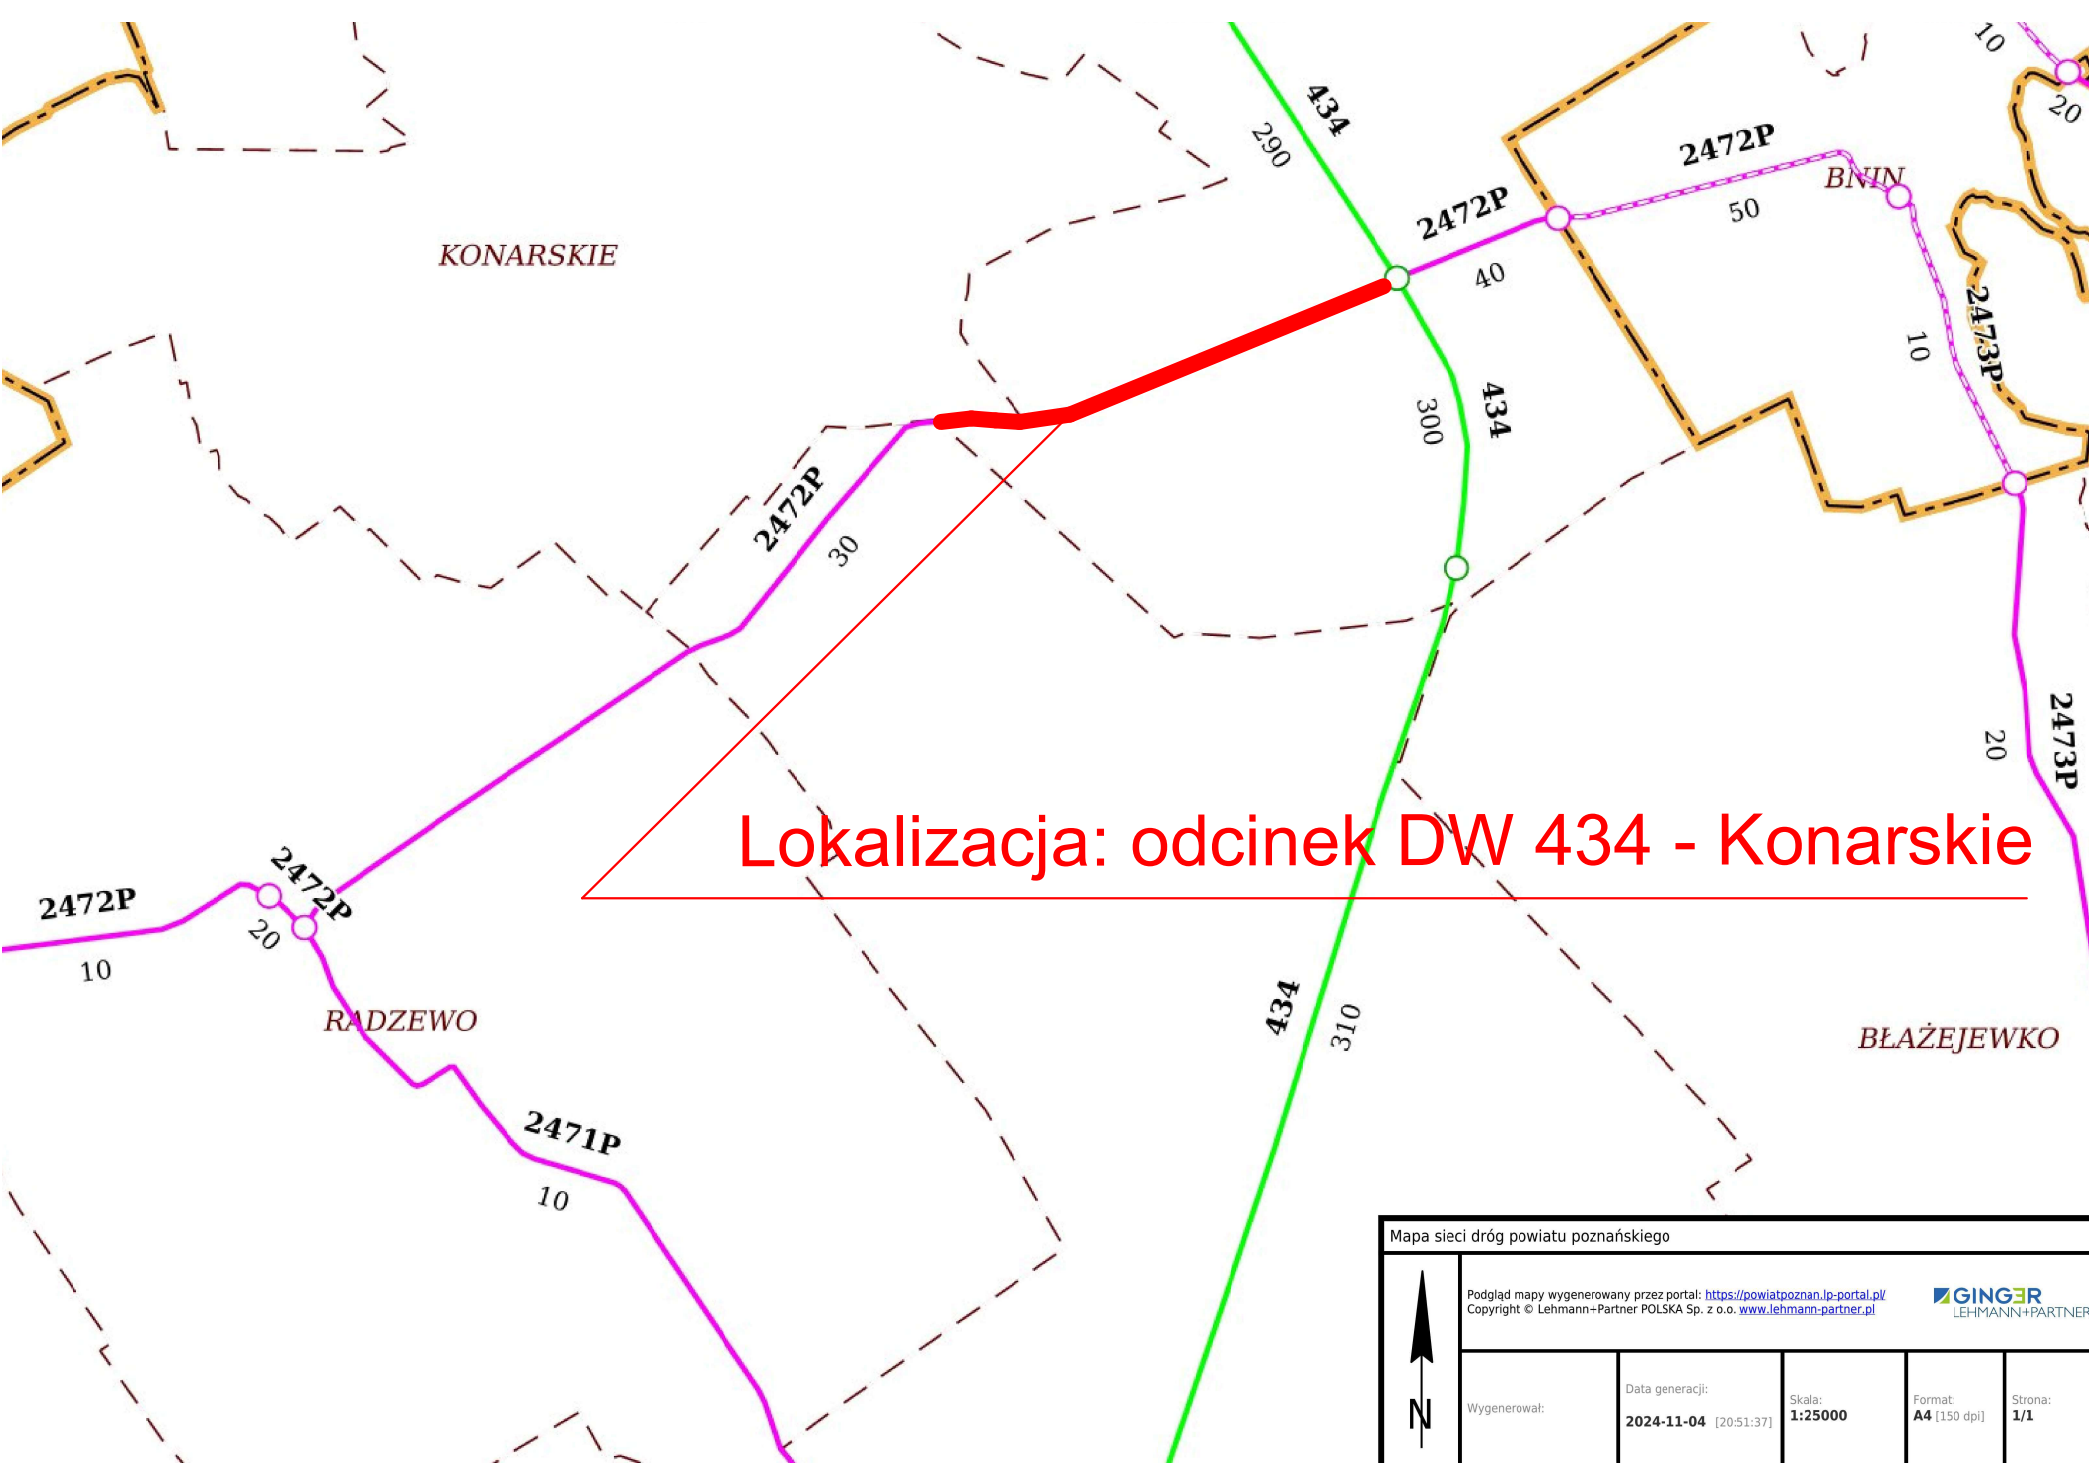 10
20
434
290
2472P
BNIN
50
2472P
40
KONARSKIE
2473P
10
434
300
2472P
30
2473P
20
Lokalizacja: odcinek DW 434 - Konarskie
2472P
10
2472P
20
RADZEWO
434
310
BŁAŻEJEWKO
2471P
10
Mapa sieci dróg powiatu poznańskiego
Podgląd mapy wygenerowany przez portal: https://powiatpoznan.lp-portal.pl/
Copyright © Lehmann+Partner POLSKA Sp. z o.o. www.lehmann-partner.pl
GINGER
LEHMANN+PARTNER
N
Wygenerował:
Data generacji:
2024-11-04 [20:51:37]
Skala:
1:25000
Format
A4 [150 dpi]
Strona:
1/1